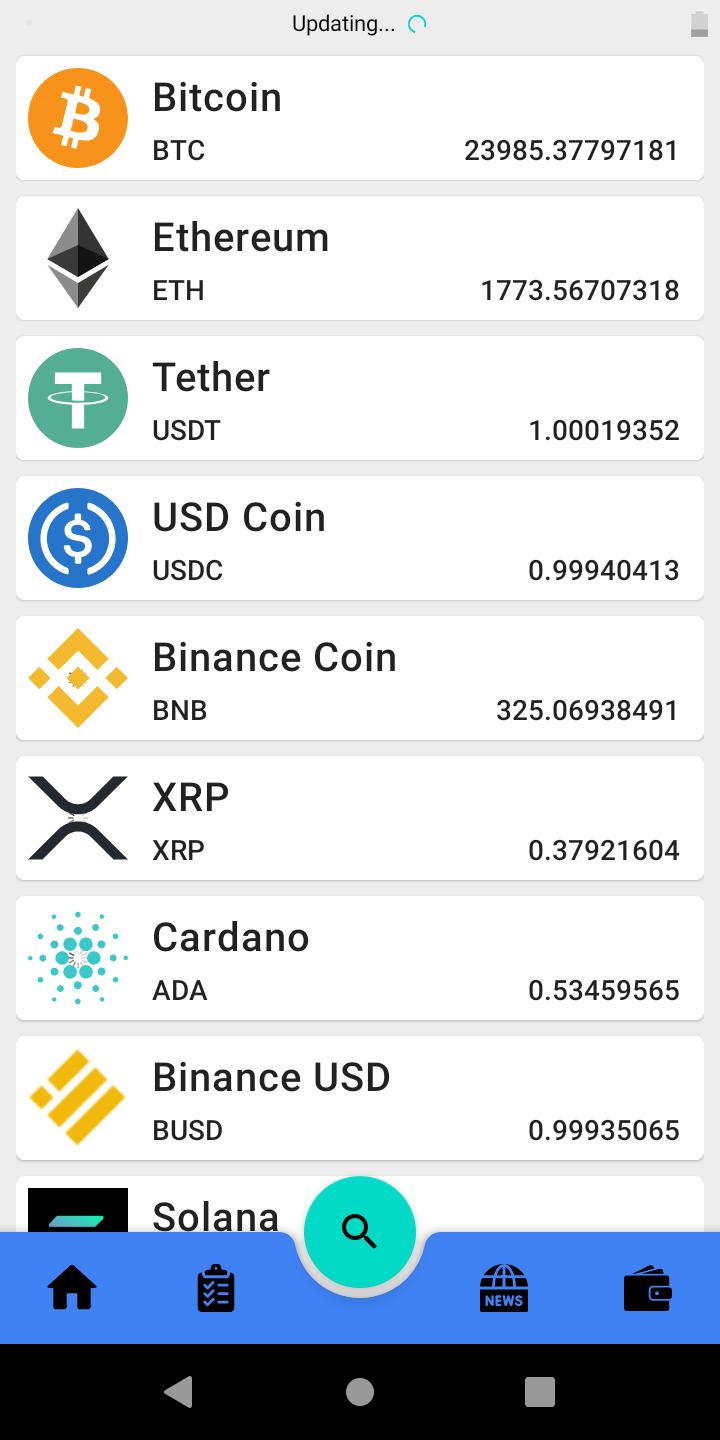 Updating...
Bitcoin
BTC 23985.37797181
Ethereum
ETH 1773.56707318
Tether
USDT 1.00019352
USD Coin
USDC 0.99940413
Binance Coin
BNB 325.06938491
XRP
XRP 0.37921604
Cardano
ADA 0.53459565
Binance USD
BUSD 0.99935065
Solana
NEWS